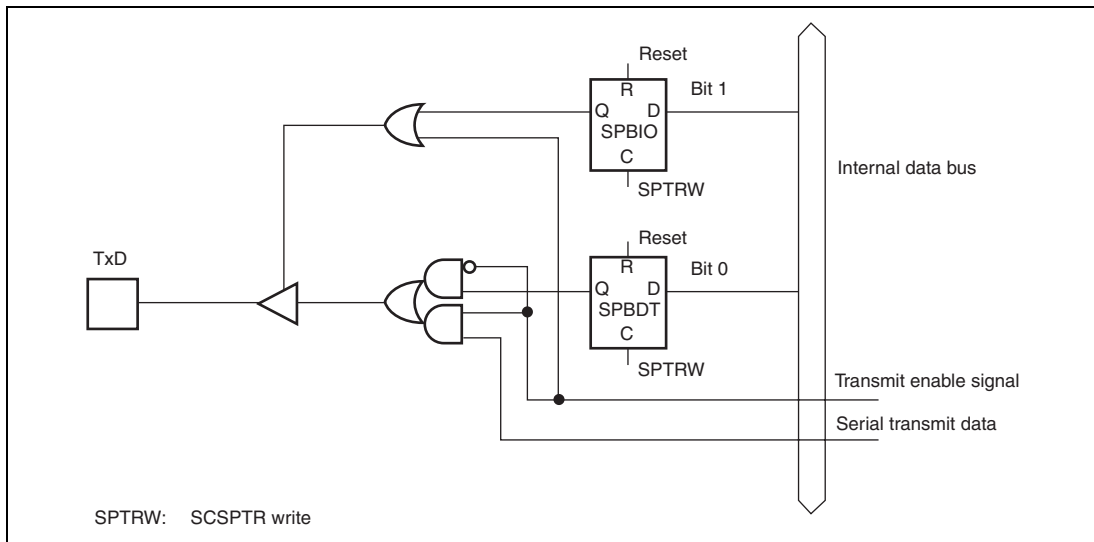 Reset
R
Bit 1
Q D
SPBIO
C
SPTRW
Internal data bus
Reset
R
Bit 0
TxD
Q D
SPBDT
C
SPTRW
Transmit enable signal
Serial transmit data
SPTRW: SCSPTR write